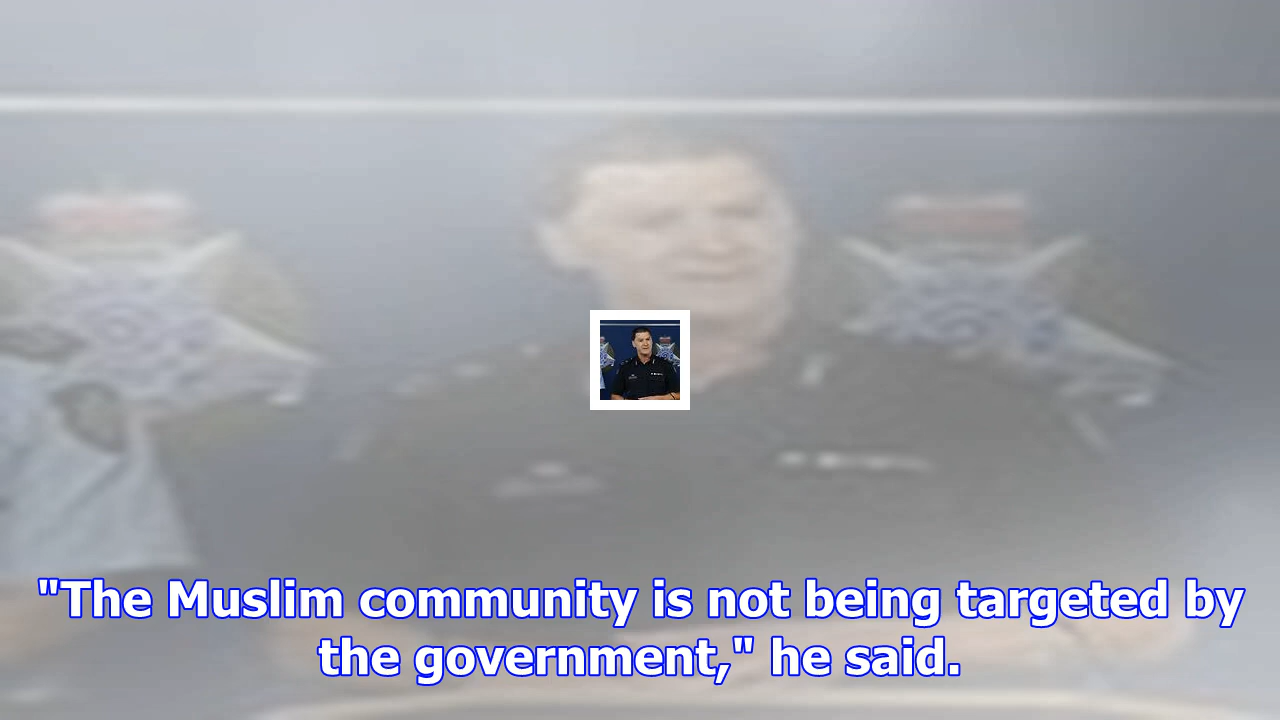 "The Muslim community is not being targeted by
the government," he said.